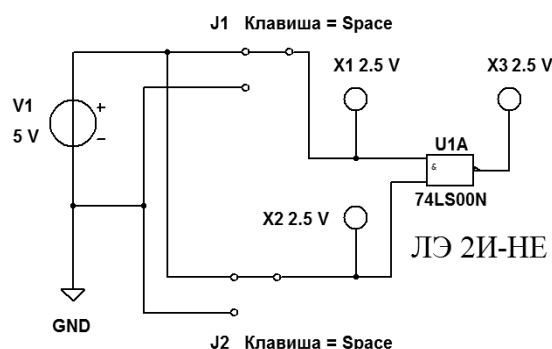 J1 Клавиша = Space
X1 2.5 V
X3 2.5 V
V1
5 V
+
−
U1A
&
74LS00N
X2 2.5 V
ЛЭ 2И-НЕ
GND
J2 Клавиша = Space